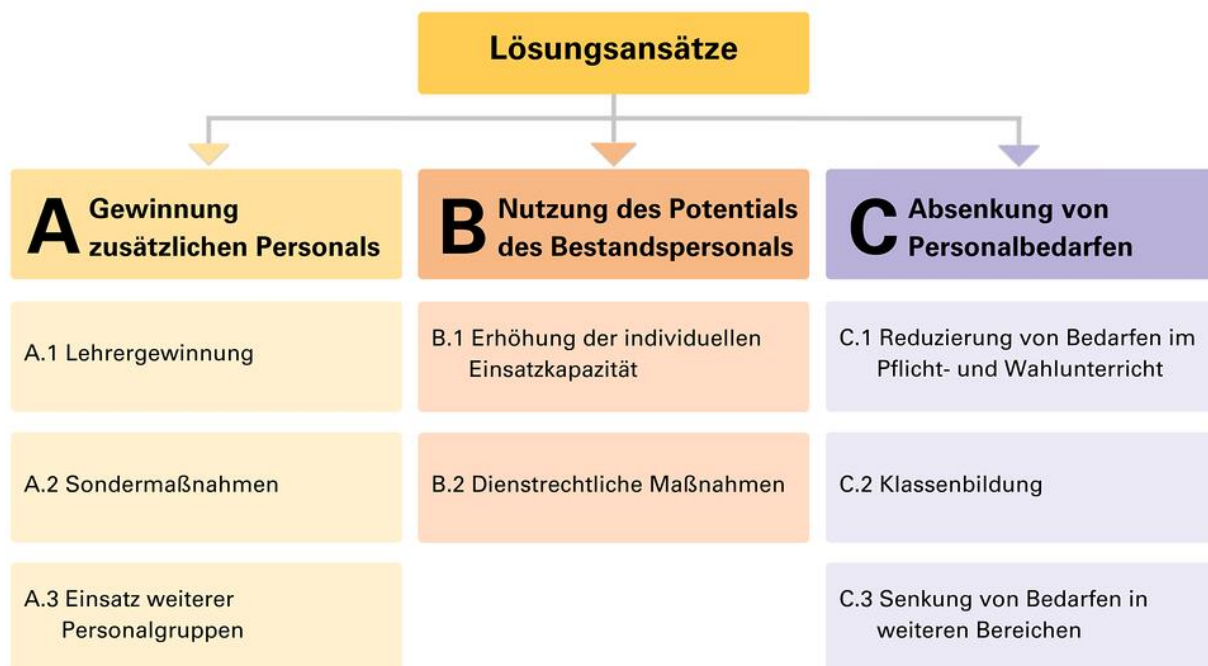 Lösungsansätze
A Gewinnung
zusätzlichen Personals
B Nutzung des Potentials
des Bestandspersonals
C Absenkung von
Personalbedarfen
A.1 Lehrergewinnung
A.2 Sondermaßnahmen
A.3 Einsatz weiterer
Personalgruppen
B.1 Erhöhung der individuellen
Einsatzkapazität
B.2 Dienstrechtliche Maßnahmen
C.1 Reduzierung von Bedarfen im
Pflicht- und Wahlunterricht
C.2 Klassenbildung
C.3 Senkung von Bedarfen in
weiteren Bereichen